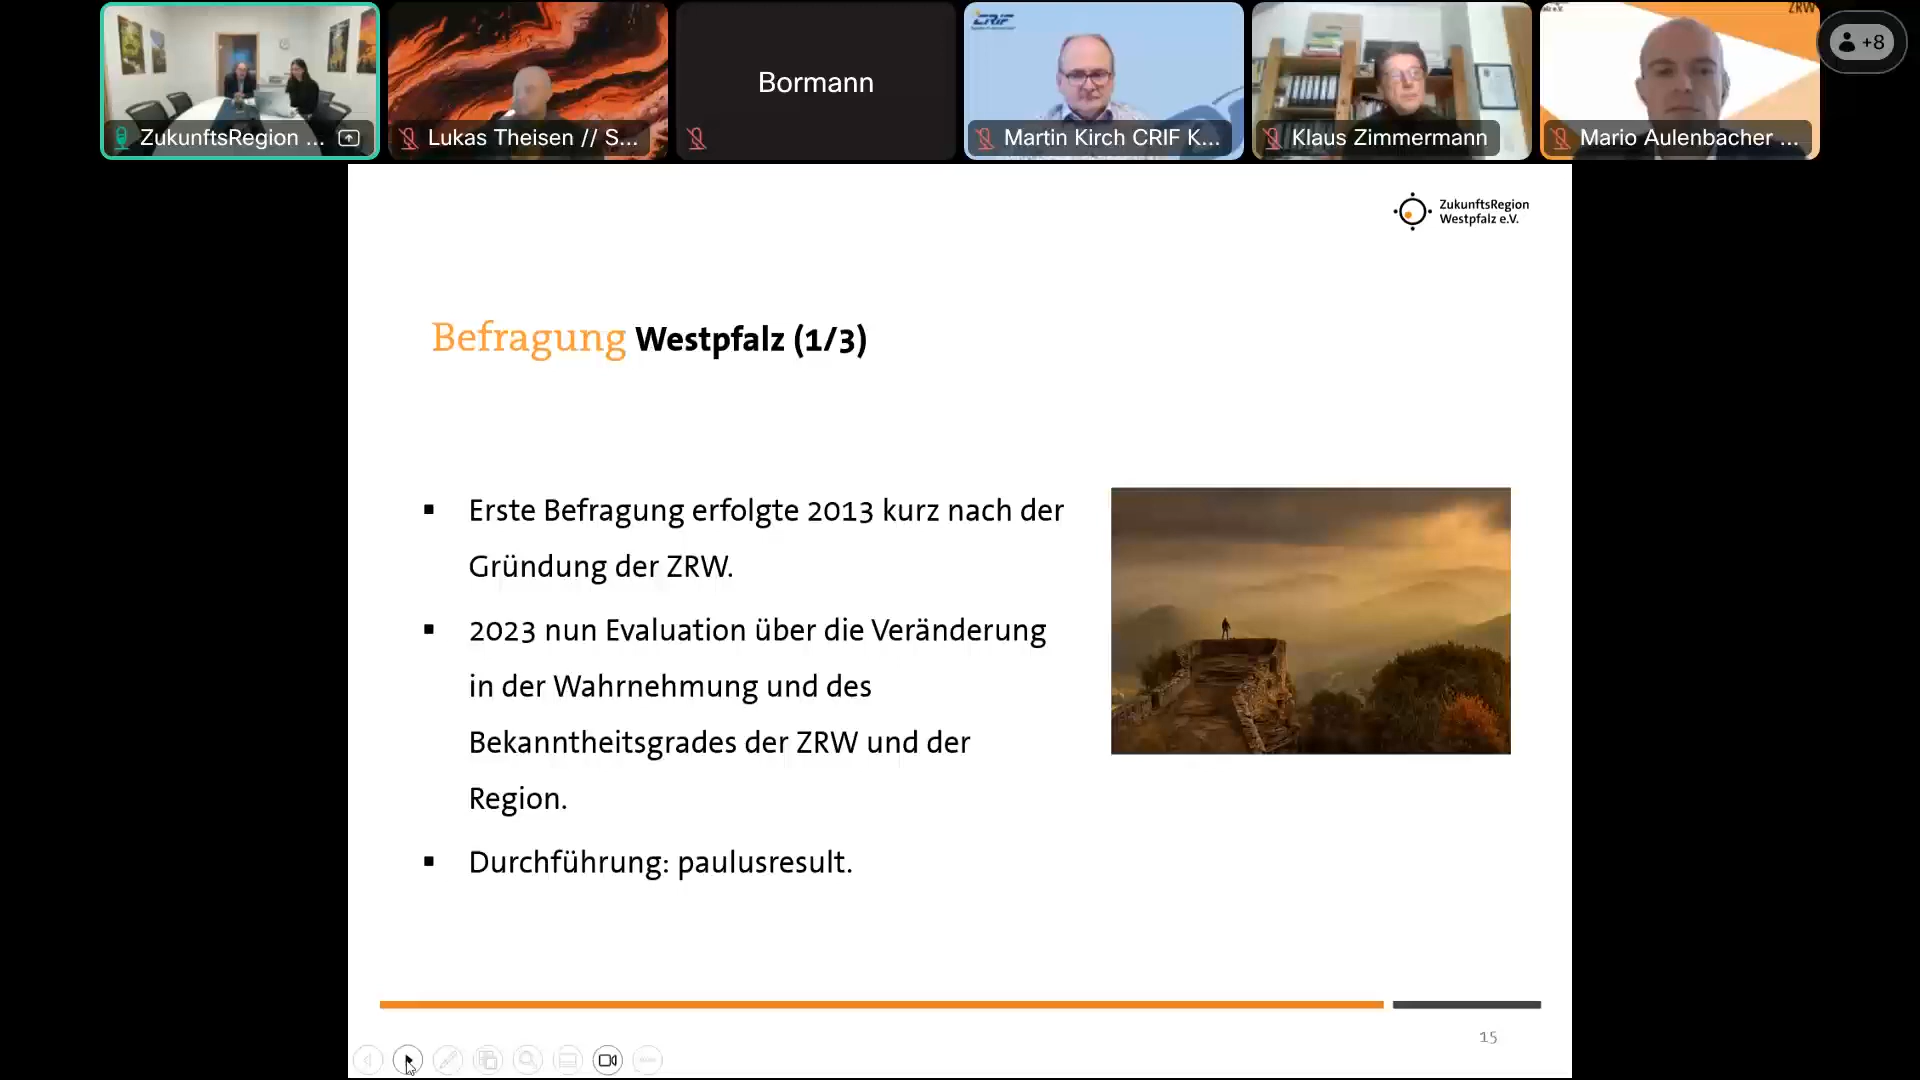 ZukunftsRegion ...
Lukas Theisen // S...
Bormann
CRIF
Martin Kirch CRIF K...
Klaus Zimmermann
ZRW
Mario Aulenbacher ...
+8
ZukunftsRegion
Westpfalz e.V.
Befragung Westpfalz (1/3)
▪ Erste Befragung erfolgte 2013 kurz nach der
Gründung der ZRW.
▪ 2023 nun Evaluation über die Veränderung
in der Wahrnehmung und des
Bekanntheitsgrades der ZRW und der
Region.
▪ Durchführung: paulusresult.
15